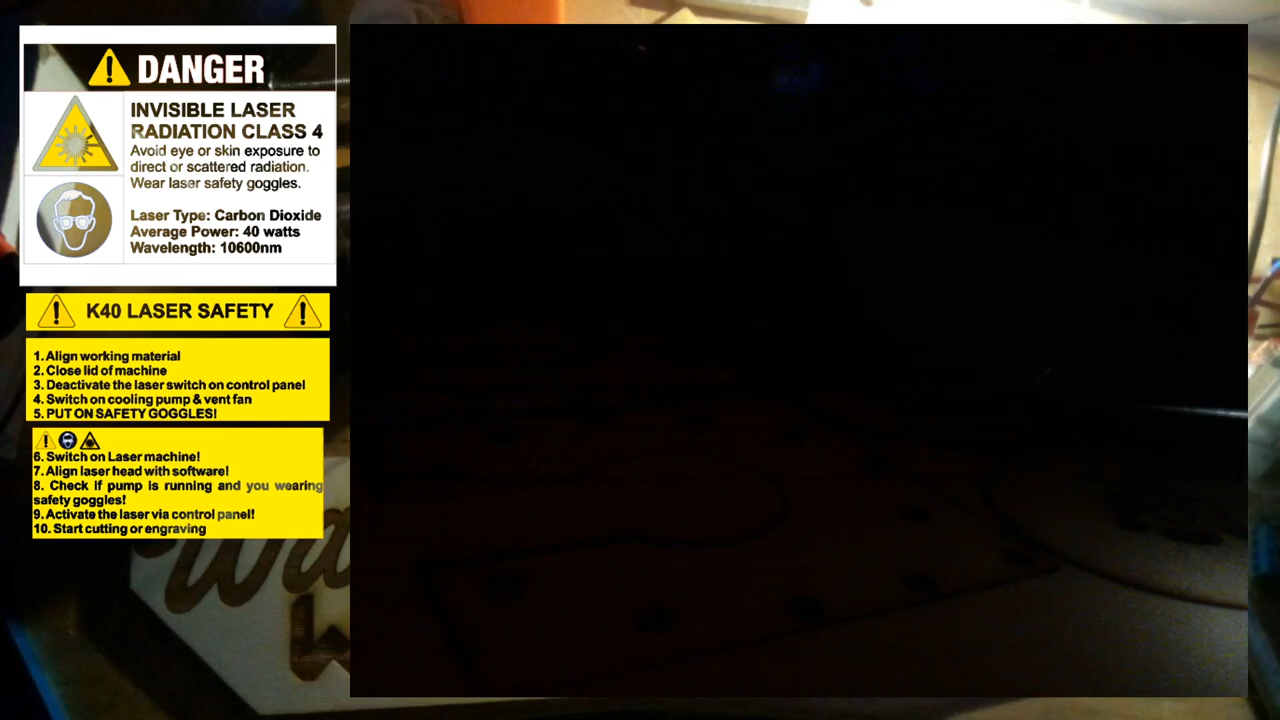 DANGER
INVISIBLE LASER
RADIATION CLASS 4
Avoid eye or skin exposure to
direct or scattered radiation.
Wear laser safety goggles.
Laser Type: Carbon Dioxide
Average Power: 40 watts
Wavelength: 10600nm
K40 LASER SAFETY
1. Align working material
2. Close lid of machine
3. Deactivate the laser switch on control panel
4. Switch on cooling pump & vent fan
5. PUT ON SAFETY GOGGLES!
6. Switch on Laser machine!
7. Align laser head with software!
8. Check if pump is running and you wearing
safety goggles!
9. Activate the laser via control panel!
10. Start cutting or engraving